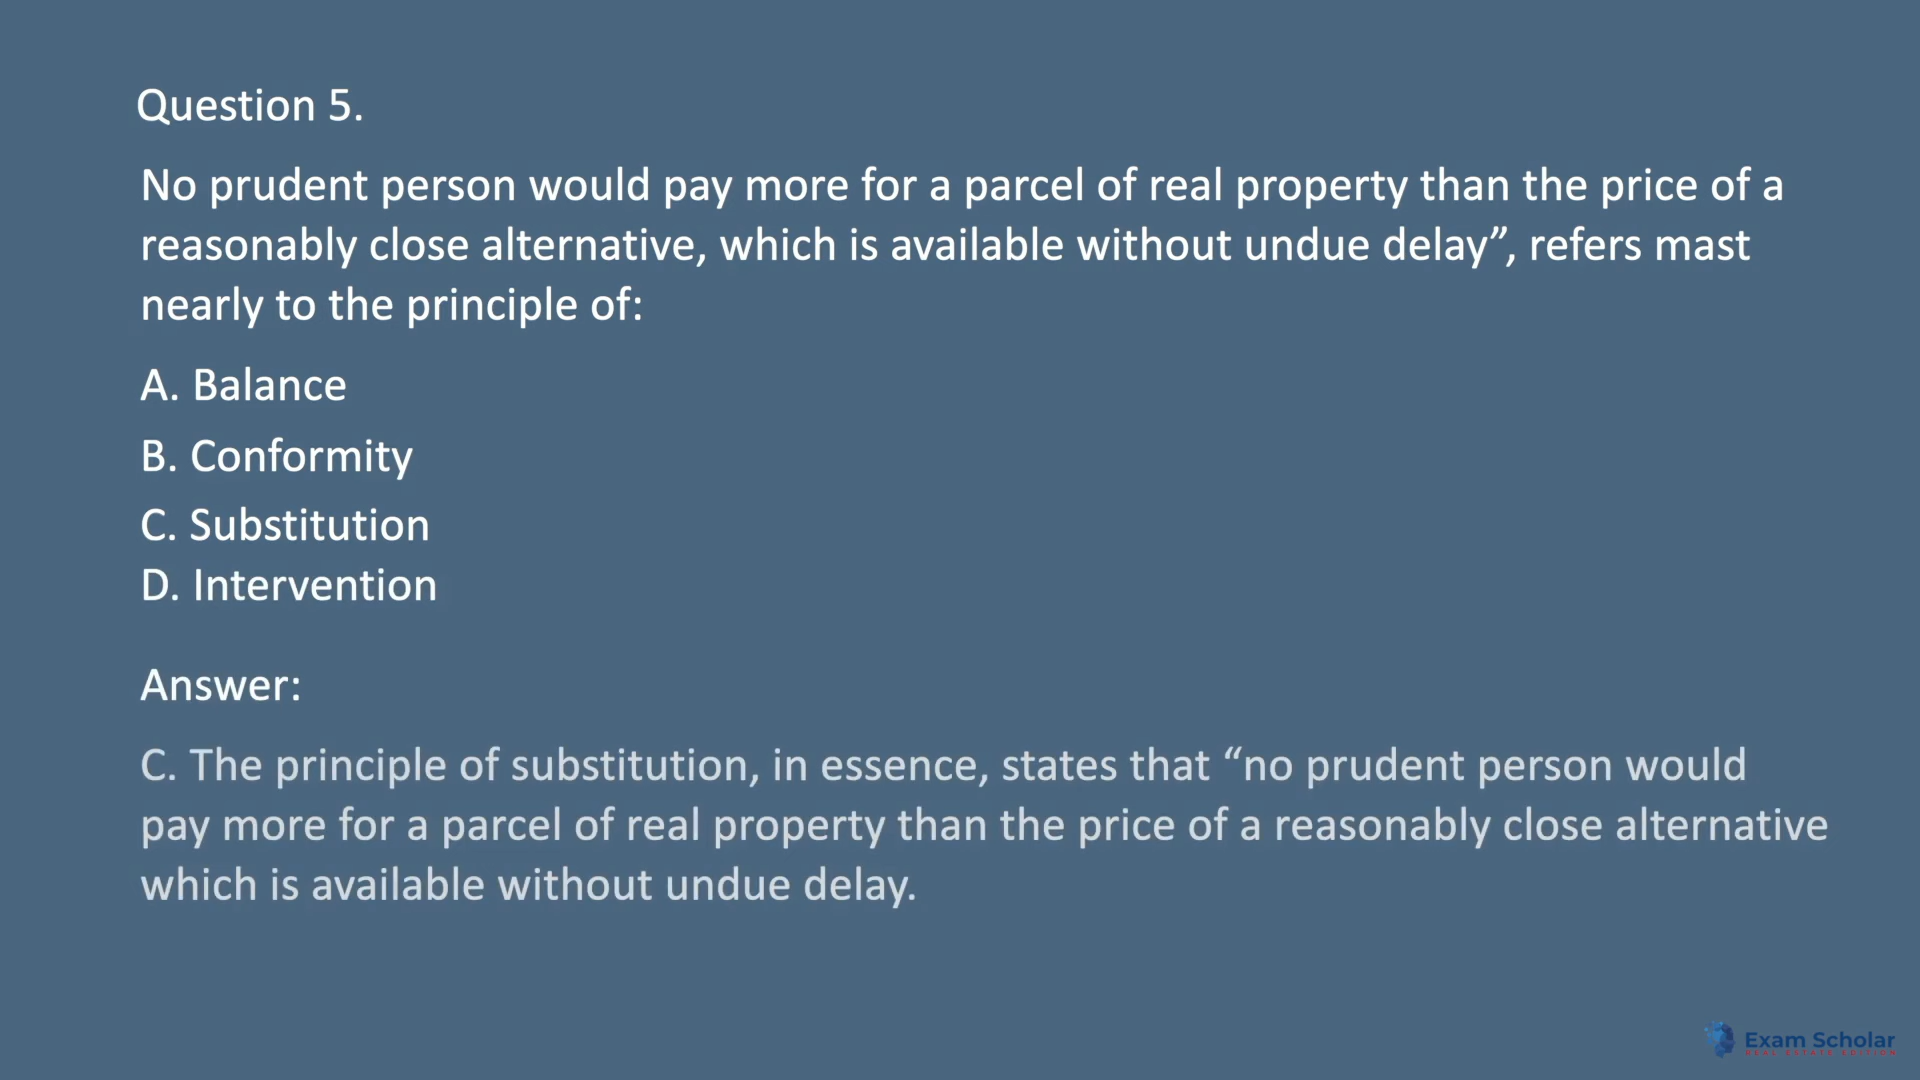 Question 5.
No prudent person would pay more for a parcel of real property than the price of a
reasonably close alternative, which is available without undue delay”, refers mast
nearly to the principle of:
A. Balance
B. Conformity
C. Substitution
D. Intervention
Answer:
C. The principle of substitution, in essence, states that “no prudent person would
pay more for a parcel of real property than the price of a reasonably close alternative
which is available without undue delay.
Exam Scholar
REAL ESTATE EDITION